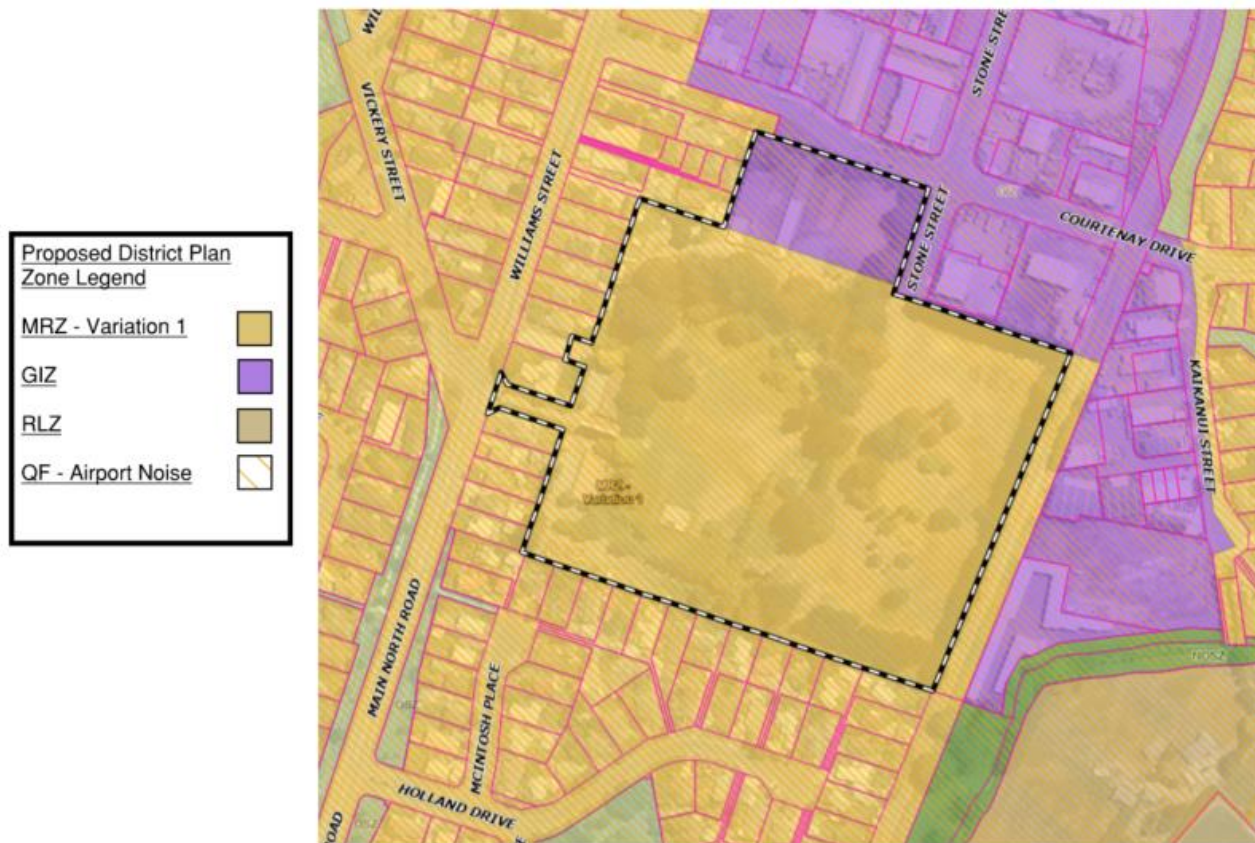 Proposed District Plan
Zone Legend
MRZ - Variation 1
GIZ
RLZ
QF - Airport Noise
VICKERY STREET
WILLIAMS STREET
STONE STREET
STONE STREET
COURTENAY DRIVE
KAIKANUI STREET
MRZ -
Variation 1
MAIN NORTH ROAD
MCINTOSH PLACE
HOLLAND DRIVE
ROAD